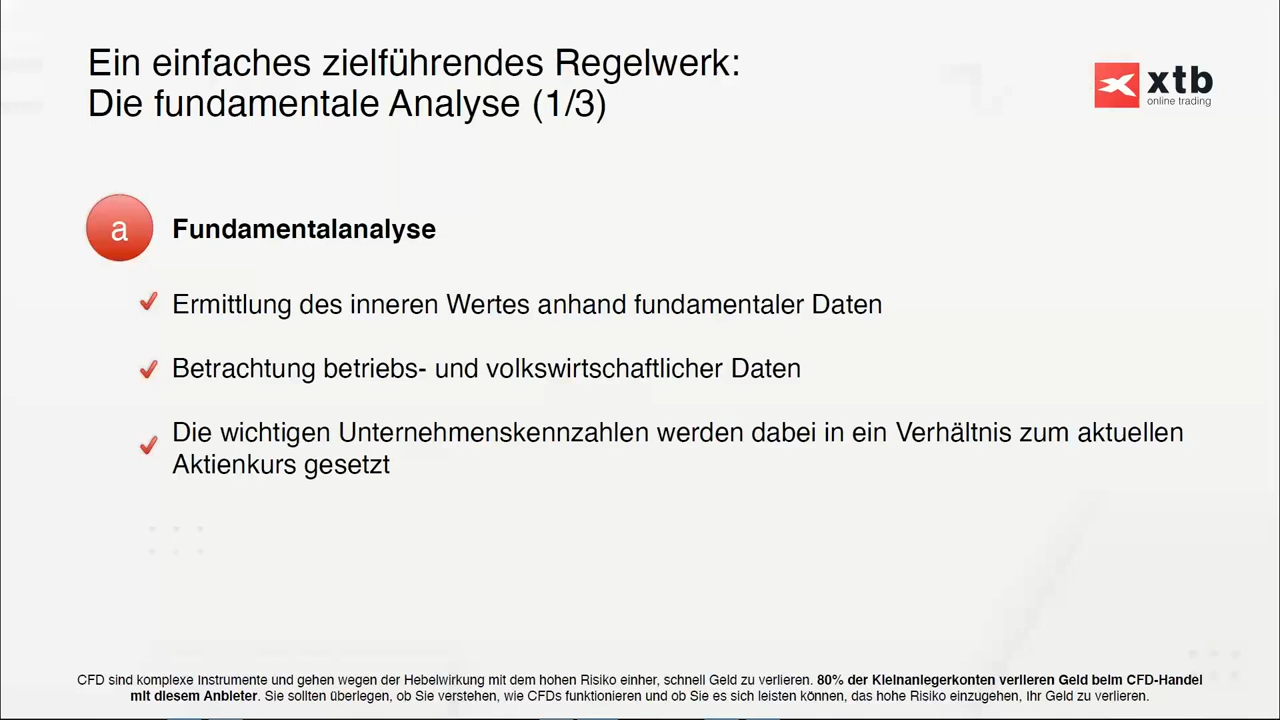 Ein einfaches zielführendes Regelwerk:
Die fundamentale Analyse (1/3)
xtb
online trading
a
Fundamentalanalyse
Ermittlung des inneren Wertes anhand fundamentaler Daten
Betrachtung betriebs- und volkswirtschaftlicher Daten
Die wichtigen Unternehmenskennzahlen werden dabei in ein Verhältnis zum aktuellen
Aktienkurs gesetzt
CFD sind komplexe Instrumente und gehen wegen der Hebelwirkung mit dem hohen Risiko einher, schnell Geld zu verlieren. 80% der Kleinanlegerkonten verlieren Geld beim CFD-Handel
mit diesem Anbieter. Sie sollten überlegen, ob Sie verstehen, wie CFDs funktionieren und ob Sie es sich leisten können, das hohe Risiko einzugehen, Ihr Geld zu verlieren.